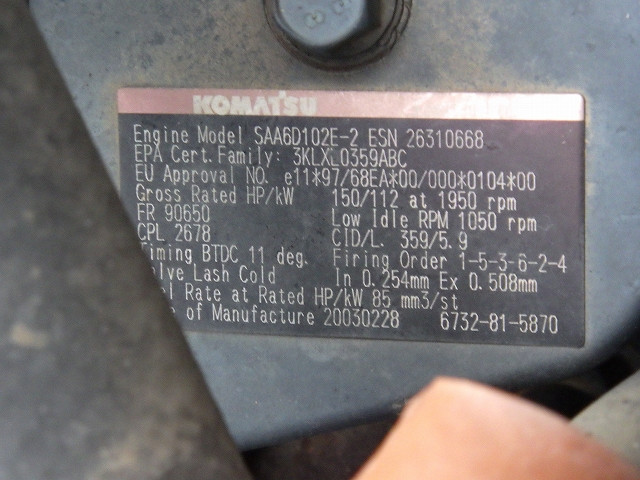 KOMATSU
Engine Model SAA6D102E-2 ESN 26310668
EPA Cert.Family: 3KLXL0359ABC
EU Approval NO. e11*97/68EA*00/000*0104*00
Gross Rated HP/kW 150/112 at 1950 rpm
FR 90650 Low Idle RPM 1050 rpm
CPL 2678 CID/L. 359/5.9
Timing BTDC 11 deg. Firing Order 1-5-3-6-2-4
alve Lash Cold In 0.254mm Ex 0.508mm
l Rate at Rated HP/kW 85 mm3/st
e of Manufacture 20030228 6732-81-5870